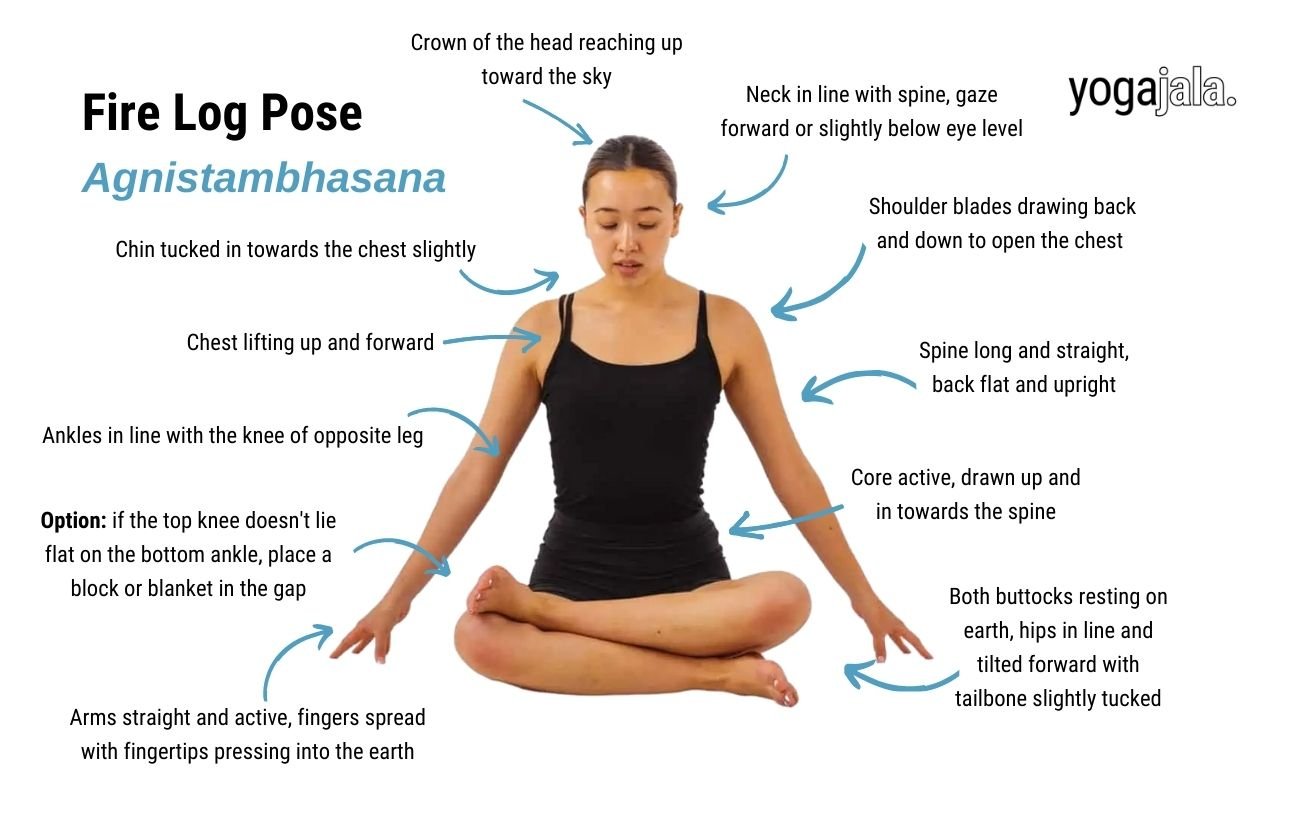 Fire Log Pose
Agnistambhasana
yogajala.
Crown of the head reaching up
toward the sky
Neck in line with spine, gaze
forward or slightly below eye level
Shoulder blades drawing back
and down to open the chest
Chin tucked in towards the chest slightly
Chest lifting up and forward
Spine long and straight,
back flat and upright
Ankles in line with the knee of opposite leg
Core active, drawn up and
in towards the spine
Option: if the top knee doesn't lie
flat on the bottom ankle, place a
block or blanket in the gap
Both buttocks resting on
earth, hips in line and
tilted forward with
tailbone slightly tucked
Arms straight and active, fingers spread
with fingertips pressing into the earth